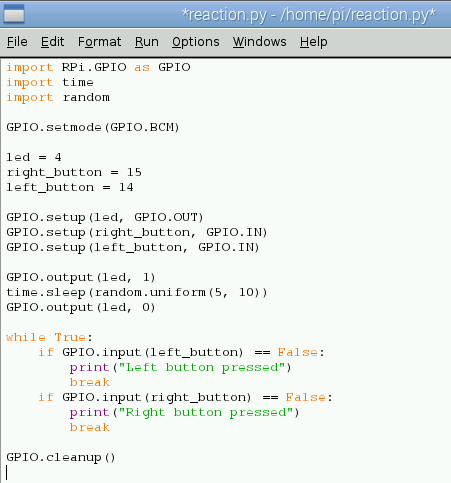 *reaction.py - /home/pi/reaction.py*
File Edit Format Run Options Windows Help
import RPi.GPIO as GPIO
import time
import random

GPIO.setmode(GPIO.BCM)

led = 4
right_button = 15
left_button = 14

GPIO.setup(led, GPIO.OUT)
GPIO.setup(right_button, GPIO.IN)
GPIO.setup(left_button, GPIO.IN)

GPIO.output(led, 1)
time.sleep(random.uniform(5, 10))
GPIO.output(led, 0)

while True:
    if GPIO.input(left_button) == False:
        print("Left button pressed")
        break
    if GPIO.input(right_button) == False:
        print("Right button pressed")
        break

GPIO.cleanup()